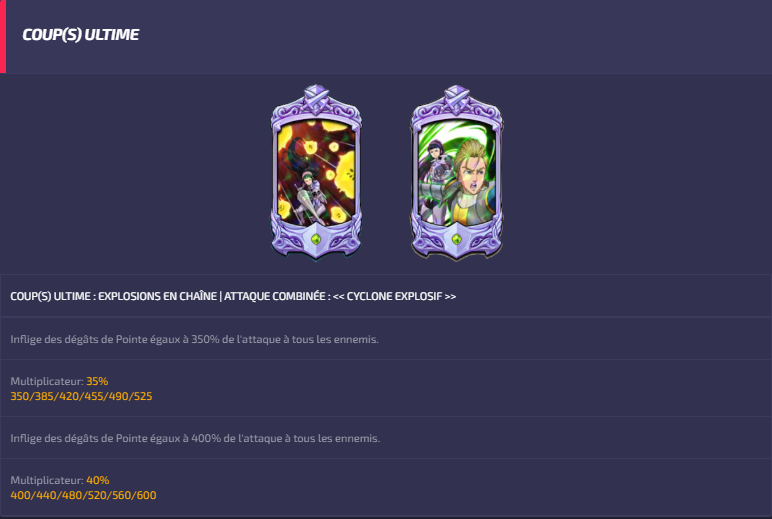 COUP(S) ULTIME
COUP(S) ULTIME : EXPLOSIONS EN CHAÎNE | ATTAQUE COMBINÉE : << CYCLONE EXPLOSIF >>
Inflige des dégâts de Pointe égaux à 350% de l'attaque à tous les ennemis.
Multiplicateur: 35%
350/385/420/455/490/525
Inflige des dégâts de Pointe égaux à 400% de l'attaque à tous les ennemis.
Multiplicateur: 40%
400/440/480/520/560/600